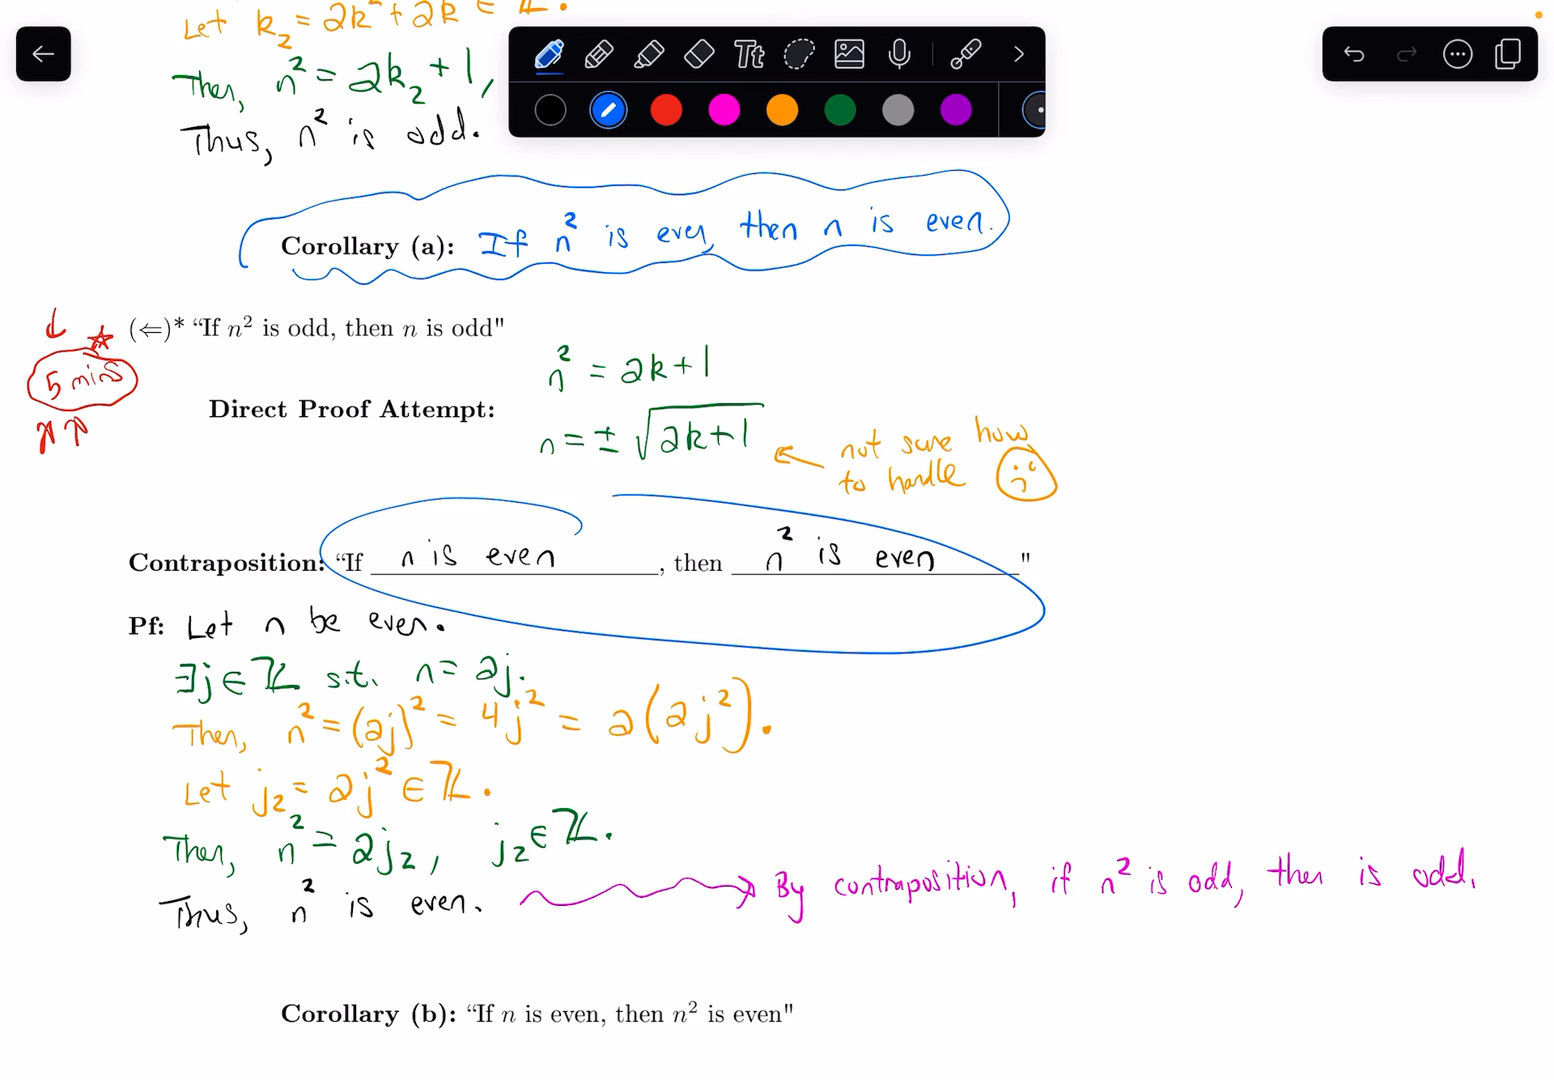 Let k₂ = 2k² + 2k ∈ ℤ.
Then, n² = 2k₂ + 1,
Thus, n² is odd.
Tt
Corollary (a): If n² is even, then n is even.
(⇐)* “If n² is odd, then n is odd"
5 mins
n² = 2k+1
Direct Proof Attempt:
n = ± √2k+1
not sure how
to handle
Contraposition: “If n is even, then n² is even"
Pf: Let n be even.
∃j ∈ ℤ s.t. n = 2j.
Then, n² = (2j)² = 4j² = 2(2j²).
Let j₂ = 2j² ∈ ℤ.
Then, n² = 2j₂, j₂ ∈ ℤ.
Thus, n² is even. → By contraposition, if n² is odd, then is odd.
Corollary (b): “If n is even, then n² is even"